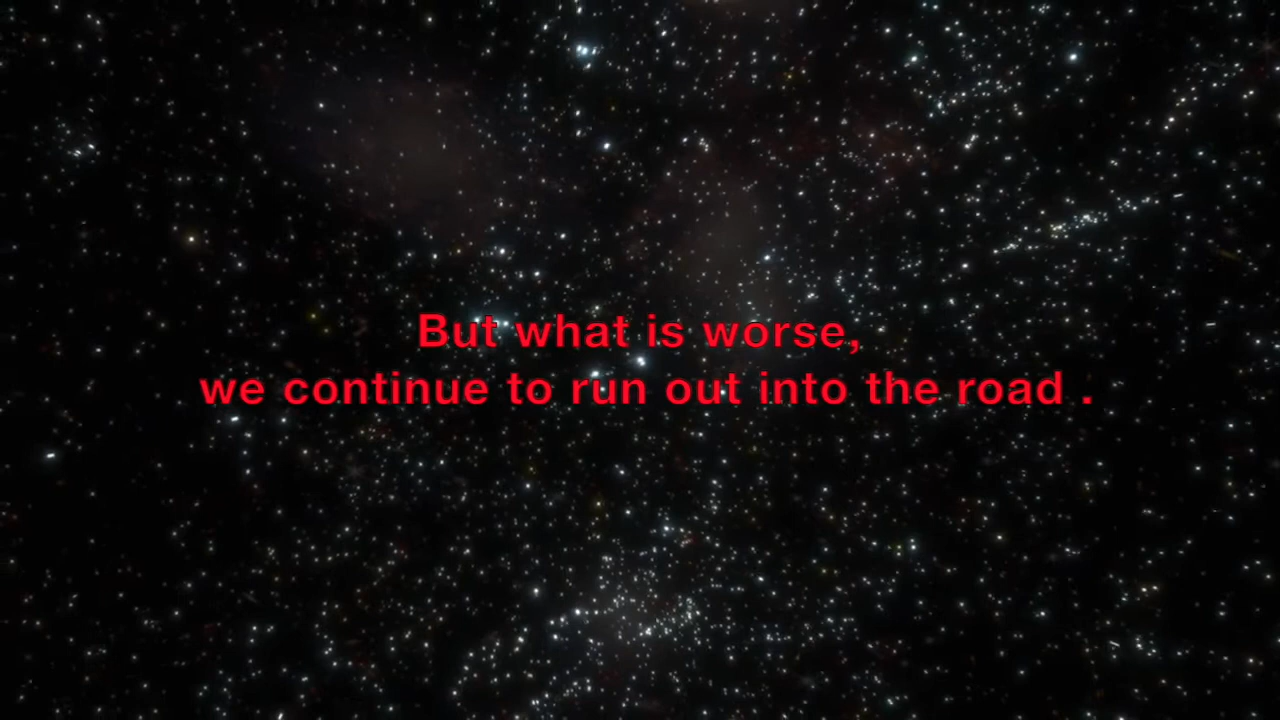 But what is worse,
we continue to run out into the road .